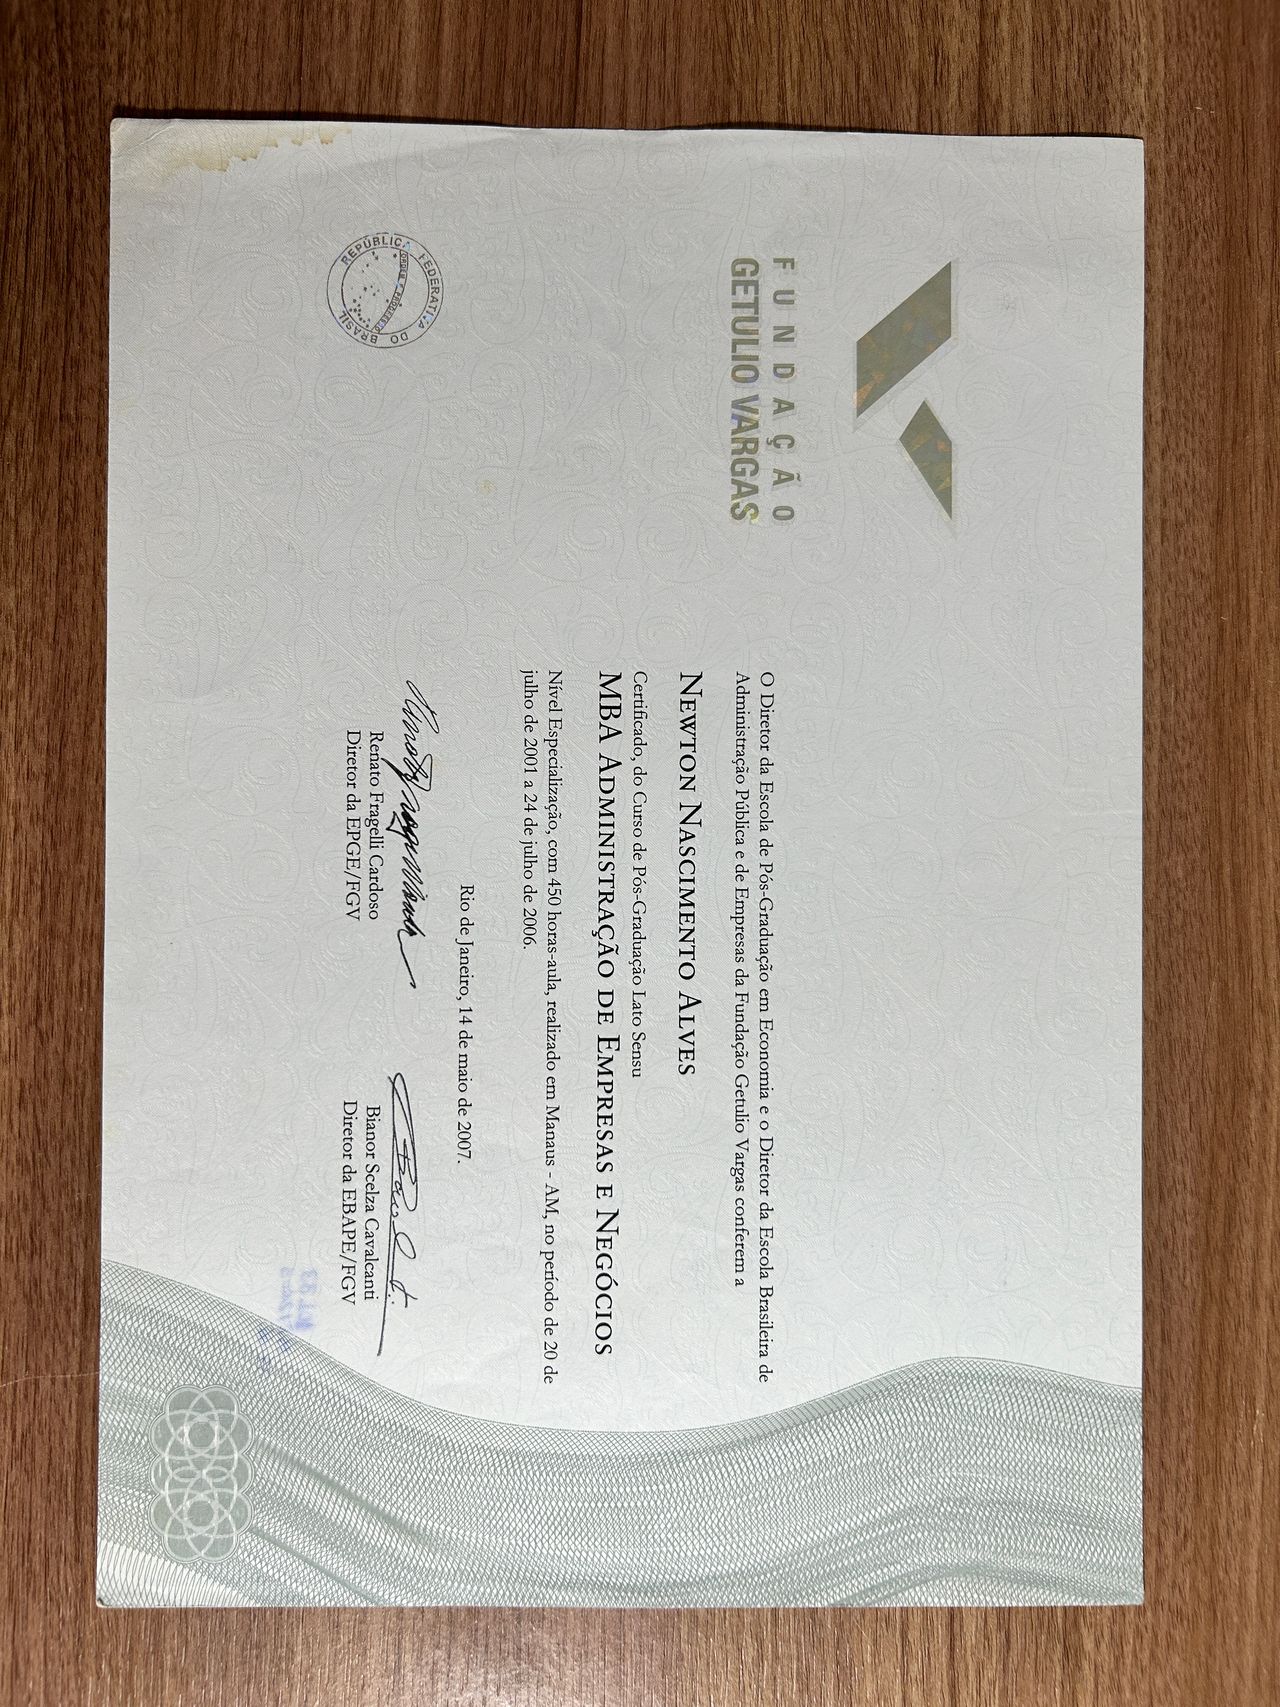 FUNDAÇÃO
GETULIO VARGAS
O Diretor da Escola de Pós-Graduação em Economia e o Diretor da Escola Brasileira de
Administração Pública e de Empresas da Fundação Getulio Vargas conferem a
NEWTON NASCIMENTO ALVES
Certificado, do Curso de Pós-Graduação Lato Sensu
MBA ADMINISTRAÇÃO DE EMPRESAS E NEGÓCIOS
Nível Especialização, com 450 horas-aula, realizado em Manaus - AM, no período de 20 de
julho de 2001 a 24 de julho de 2006.
Rio de Janeiro, 14 de maio de 2007.
Renato Fragelli Cardoso
Diretor da EPGE/FGV
Bianor Scelza Cavalcanti
Diretor da EBAPE/FGV
REPÚBLICA FEDERATIVA DO BRASIL
ORDEM E PROGRESSO